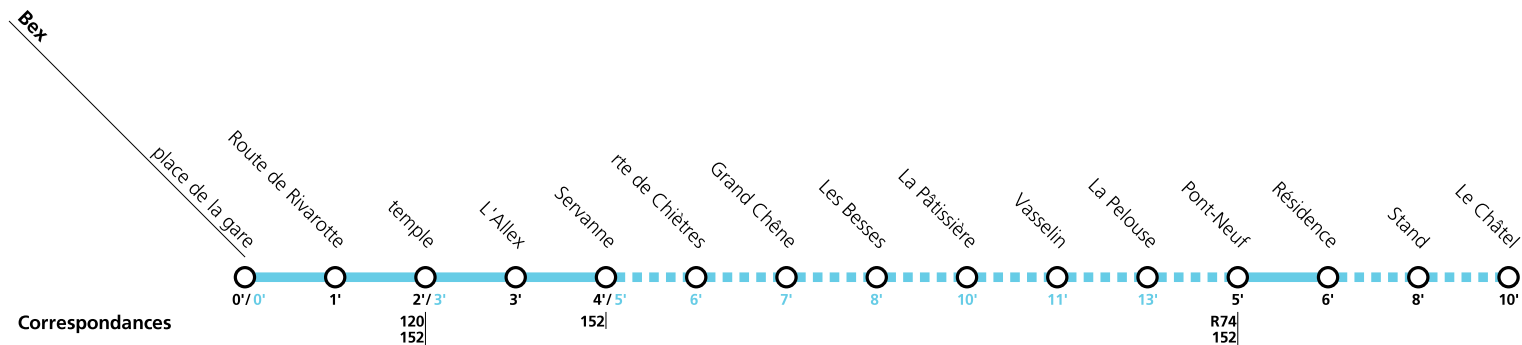 Bex
place de la gare
Route de Rivarotte
temple
L'Allex
Servanne
rte de Chiètres
Grand Chêne
Les Besses
La Pâtissière
Vasselin
La Pelouse
Pont-Neuf
Résidence
Stand
Le Châtel
0'/ 0' 1' 2'/ 3' 3' 4'/ 5' 6' 7' 8' 10' 11' 13' 5' 6' 8' 10'
Correspondances
120 152 R74
152 152